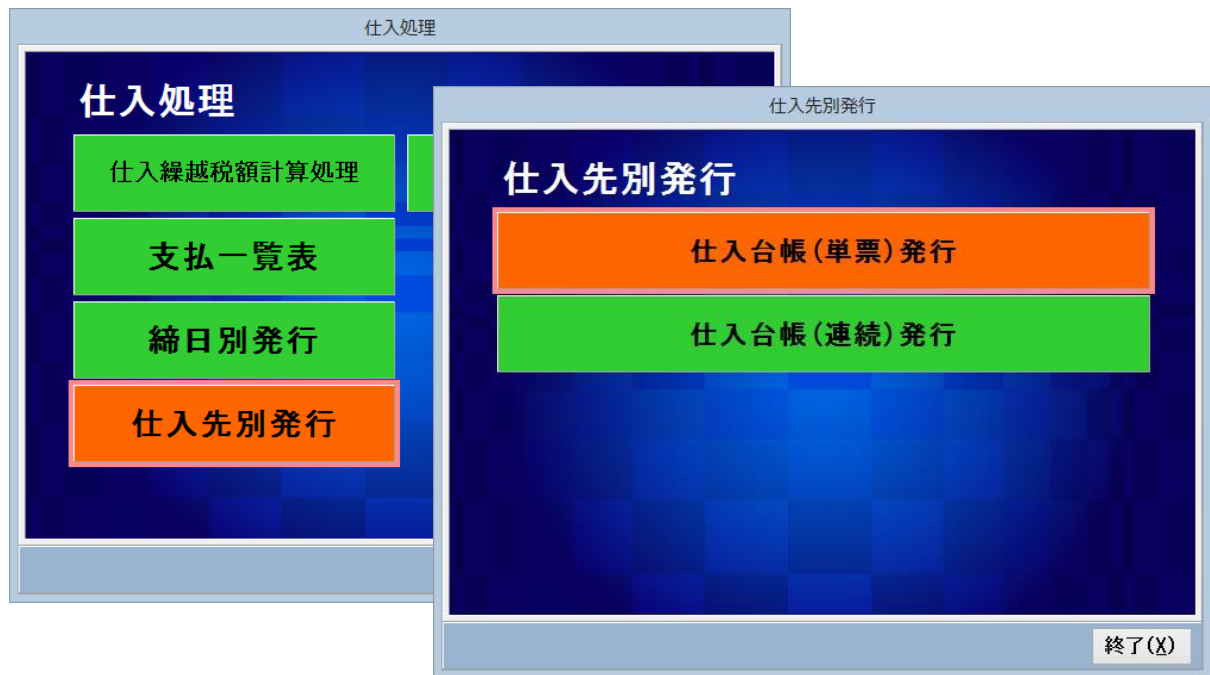 仕入処理
仕入処理
仕入繰越税額計算処理
支払一覧表
締日別発行
仕入先別発行
仕入先別発行
仕入先別発行
仕入台帳(単票)発行
仕入台帳(連続)発行
終了(X)